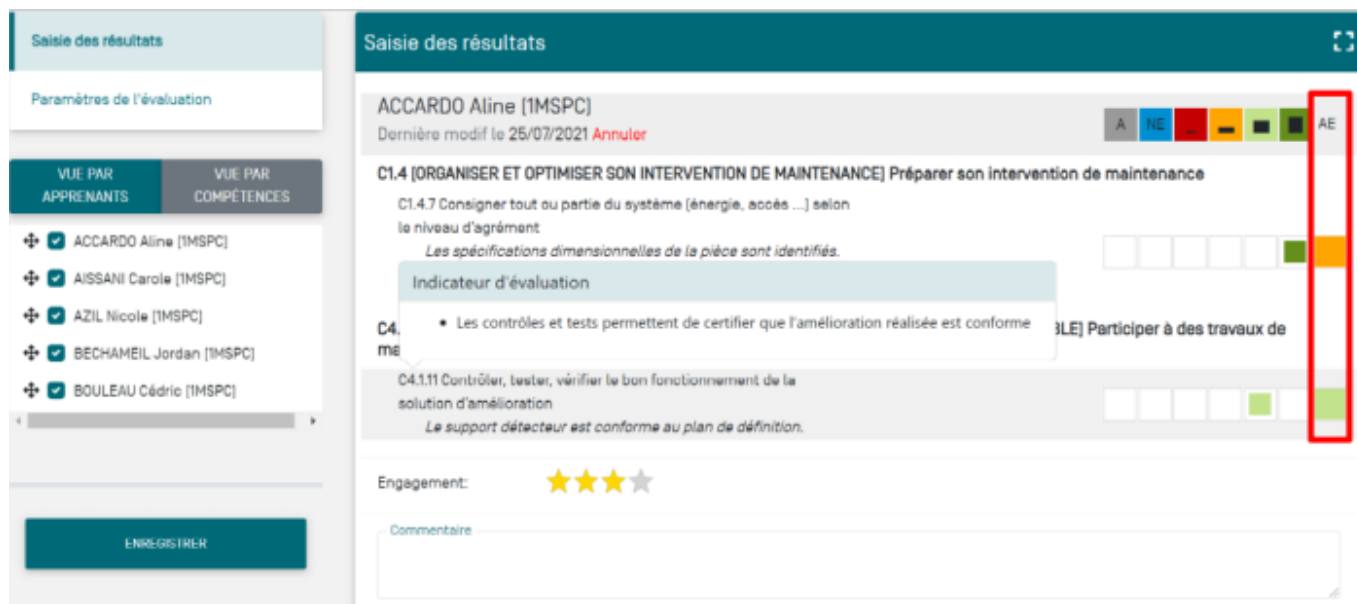 Saisie des résultats
Paramètres de l'évaluation
VUE PAR APPRENANTS
VUE PAR COMPÉTENCES
ACCARDO Aline [1MSPC]
AISSANI Carole [1MSPC]
AZIL Nicole [1MSPC]
BECHAMEIL Jordan [1MSPC]
BOULEAU Cédric [1MSPC]
ENREGISTRER
Saisie des résultats
ACCARDO Aline [1MSPC]
Dernière modif le 25/07/2021 Annuler
A NE AE
C1.4 [ORGANISER ET OPTIMISER SON INTERVENTION DE MAINTENANCE] Préparer son intervention de maintenance
C1.4.7 Consigner tout ou partie du système (énergie, accès ...) selon
le niveau d'agrément
Les spécifications dimensionnelles de la pièce sont identifiés.
Indicateur d'évaluation
• Les contrôles et tests permettent de certifier que l'amélioration réalisée est conforme
C4. BLE] Participer à des travaux de
ma
C4.1.11 Contrôler, tester, vérifier le bon fonctionnement de la
solution d'amélioration
Le support détecteur est conforme au plan de définition.
Engagement:
Commentaire